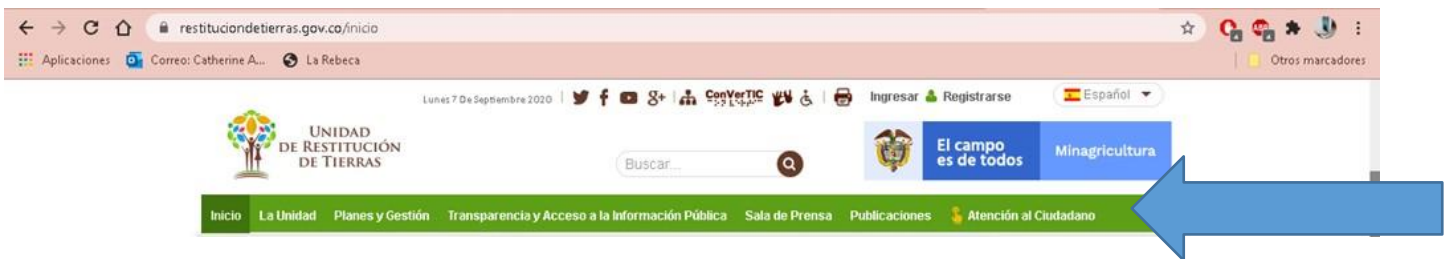 restituciondetierras.gov.co/inicio
Aplicaciones Correo: Catherine A... La Rebeca Otros marcadores
Lunes 7 De Septiembre 2020 ConVerTIC Ingresar Registrarse Español
UNIDAD
DE RESTITUCIÓN
DE TIERRAS
Buscar...
El campo
es de todos
Minagricultura
Inicio La Unidad Planes y Gestión Transparencia y Acceso a la Información Pública Sala de Prensa Publicaciones Atención al Ciudadano